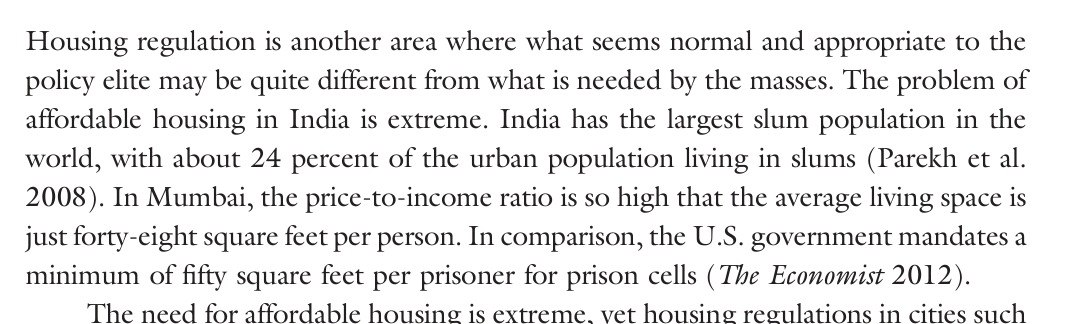 Housing regulation is another area where what seems normal and appropriate to the
policy elite may be quite different from what is needed by the masses. The problem of
affordable housing in India is extreme. India has the largest slum population in the
world, with about 24 percent of the urban population living in slums (Parekh et al.
2008). In Mumbai, the price-to-income ratio is so high that the average living space is
just forty-eight square feet per person. In comparison, the U.S. government mandates a
minimum of fifty square feet per prisoner for prison cells (The Economist 2012).
The need for affordable housing is extreme, yet housing regulations in cities such